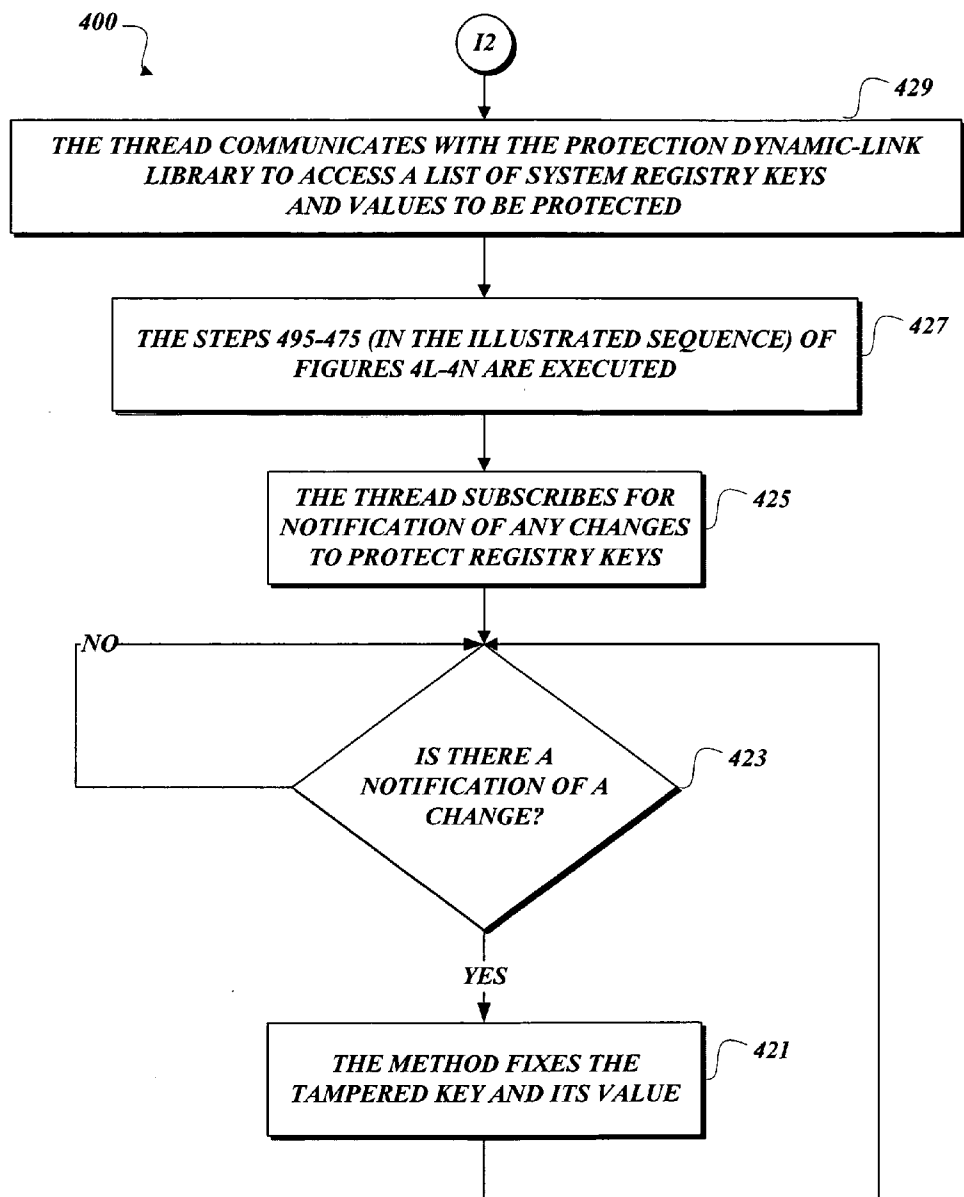 400
I2
429
THE THREAD COMMUNICATES WITH THE PROTECTION DYNAMIC-LINK
LIBRARY TO ACCESS A LIST OF SYSTEM REGISTRY KEYS
AND VALUES TO BE PROTECTED
427
THE STEPS 495-475 (IN THE ILLUSTRATED SEQUENCE) OF
FIGURES 4L-4N ARE EXECUTED
425
THE THREAD SUBSCRIBES FOR
NOTIFICATION OF ANY CHANGES
TO PROTECT REGISTRY KEYS
NO
IS THERE A
NOTIFICATION OF A
CHANGE?
423
YES
421
THE METHOD FIXES THE
TAMPERED KEY AND ITS VALUE